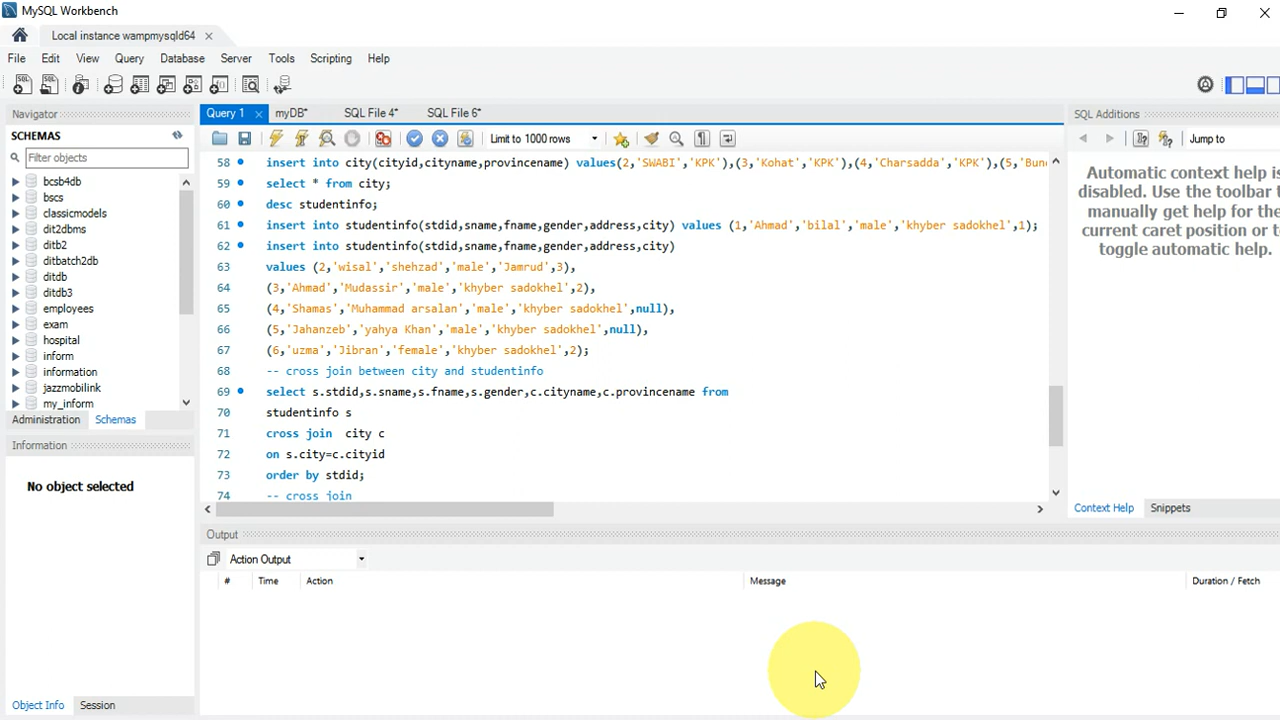 MySQL Workbench
Local instance wampmysqld64
File Edit View Query Database Server Tools Scripting Help
Navigator
SCHEMAS
Filter objects
bcsb4db
bscs
classicmodels
dit2dbms
ditb2
ditbatch2db
ditdb
ditdb3
employees
exam
hospital
inform
information
jazzmobilink
my_inform
Administration Schemas
Information
No object selected
Object Info Session
Query 1 myDB* SQL File 4* SQL File 6*
Limit to 1000 rows
58 insert into city(cityid,cityname,provincename) values(2,'SWABI','KPK'),(3,'Kohat','KPK'),(4,'Charsadda','KPK'),(5,'Bun
59 select * from city;
60 desc studentinfo;
61 insert into studentinfo(stdid,sname,fname,gender,address,city) values (1,'Ahmad','bilal','male','khyber sadokhel',1);
62 insert into studentinfo(stdid,sname,fname,gender,address,city)
63 values (2,'wisal','shehzad','male','Jamrud',3),
64 (3,'Ahmad','Mudassir','male','khyber sadokhel',2),
65 (4,'Shamas','Muhammad arsalan','male','khyber sadokhel',null),
66 (5,'Jahanzeb','yahya Khan','male','khyber sadokhel',null),
67 (6,'uzma','Jibran','female','khyber sadokhel',2);
68 -- cross join between city and studentinfo
69 select s.stdid,s.sname,s.fname,s.gender,c.cityname,c.provincename from
70 studentinfo s
71 cross join city c
72 on s.city=c.cityid
73 order by stdid;
74 -- cross join
Output
Action Output
# Time Action Message Duration / Fetch
SQL Additions
Jump to
Automatic context help is
disabled. Use the toolbar t
manually get help for the
current caret position or to
toggle automatic help.
Context Help Snippets